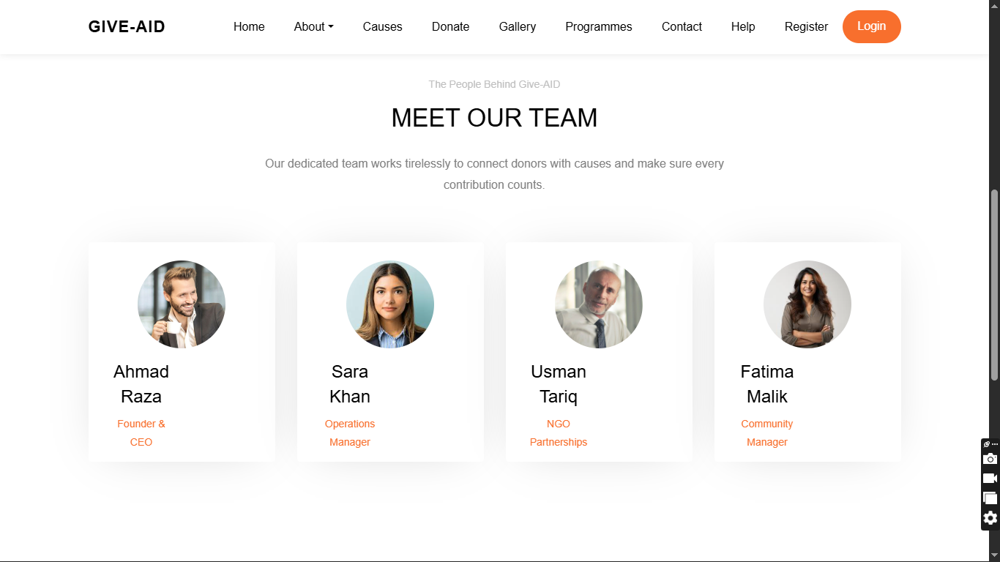 GIVE-AID
Home About Causes Donate Gallery Programmes Contact Help Register Login
The People Behind Give-AID
MEET OUR TEAM
Our dedicated team works tirelessly to connect donors with causes and make sure every
contribution counts.
Ahmad
Raza
Founder &
CEO
Sara
Khan
Operations
Manager
Usman
Tariq
NGO
Partnerships
Fatima
Malik
Community
Manager